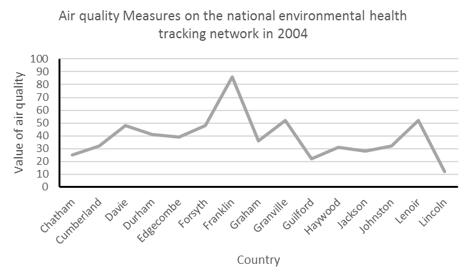 Air quality Measures on the national environmental health
tracking network in 2004
Value of air quality
100
90
80
70
60
50
40
30
20
10
0
Chatham
Cumberland
Davie
Durham
Edgecombe
Forsyth
Franklin
Graham
Granville
Guilford
Haywood
Jackson
Johnston
Lenoir
Lincoln
Country